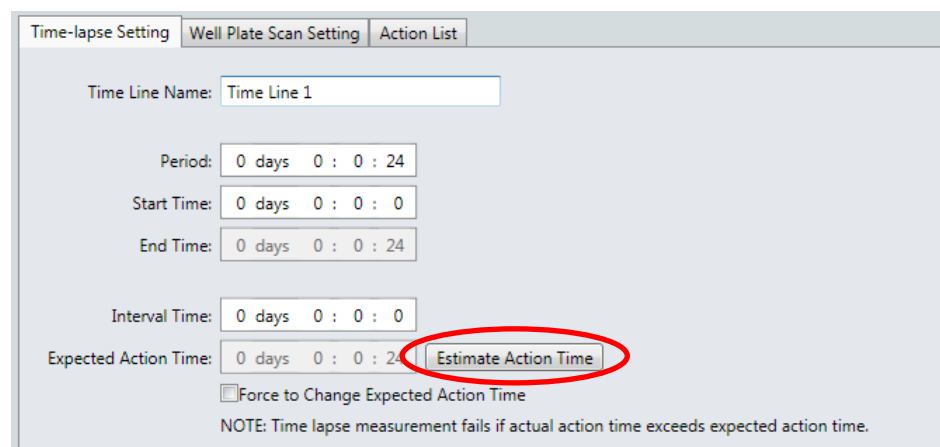 Time-lapse Setting Well Plate Scan Setting Action List
Time Line Name: Time Line 1
Period: 0 days 0 : 0 : 24
Start Time: 0 days 0 : 0 : 0
End Time: 0 days 0 : 0 : 24
Interval Time: 0 days 0 : 0 : 0
Expected Action Time: 0 days 0 : 0 : 24 Estimate Action Time
Force to Change Expected Action Time
NOTE: Time lapse measurement fails if actual action time exceeds expected action time.